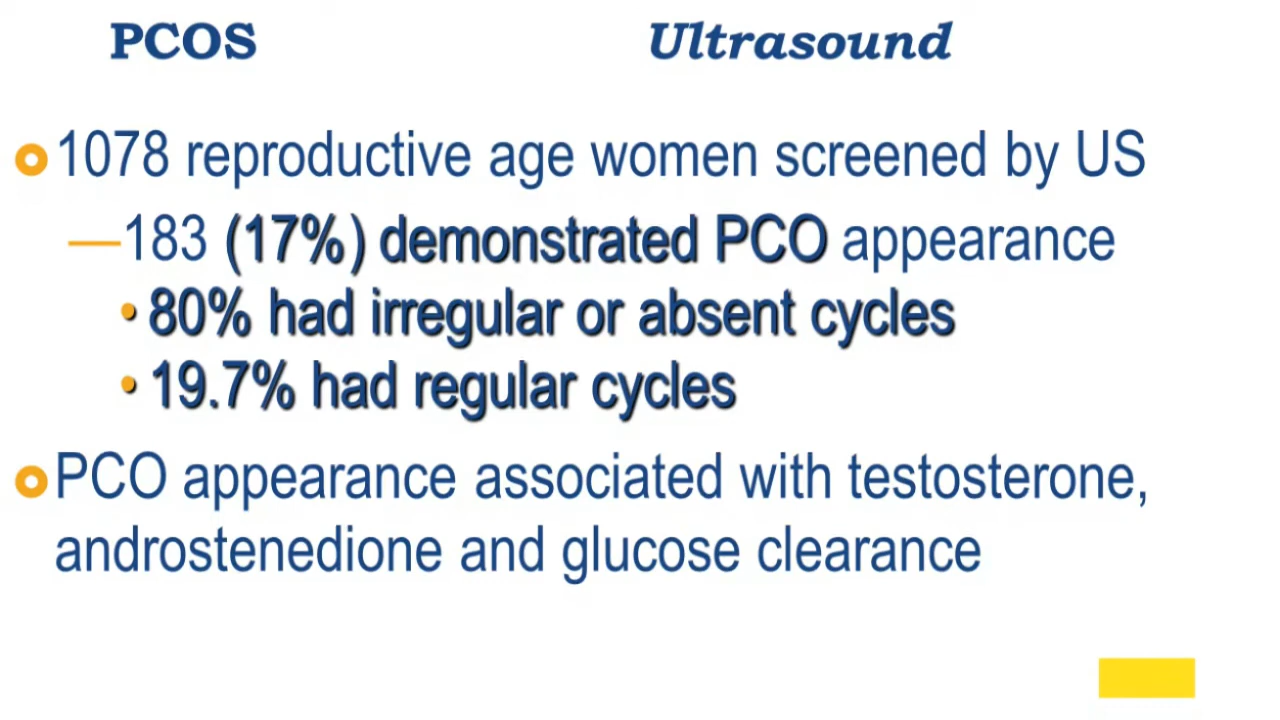 PCOS Ultrasound
1078 reproductive age women screened by US
—183 (17%) demonstrated PCO appearance
• 80% had irregular or absent cycles
• 19.7% had regular cycles
PCO appearance associated with testosterone,
androstenedione and glucose clearance